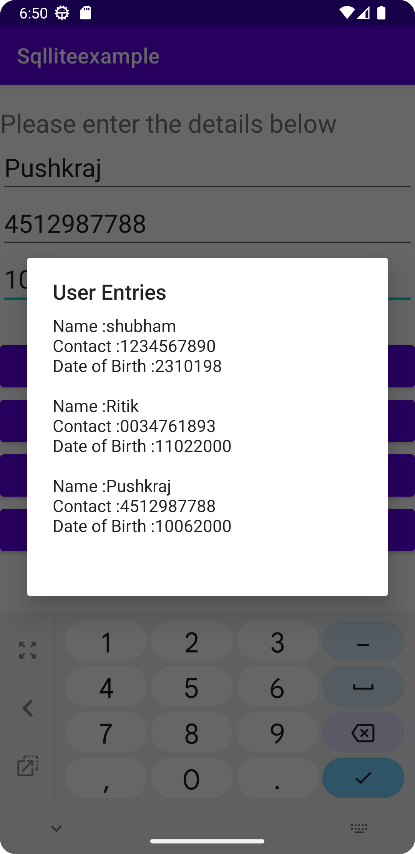 6:50
Sqlliteexample
Please enter the details below
Pushkraj
4512987788
10
User Entries
Name :shubham
Contact :1234567890
Date of Birth :2310198
Name :Ritik
Contact :0034761893
Date of Birth :11022000
Name :Pushkraj
Contact :4512987788
Date of Birth :10062000
1 2 3 –
4 5 6
7 8 9
, 0 .